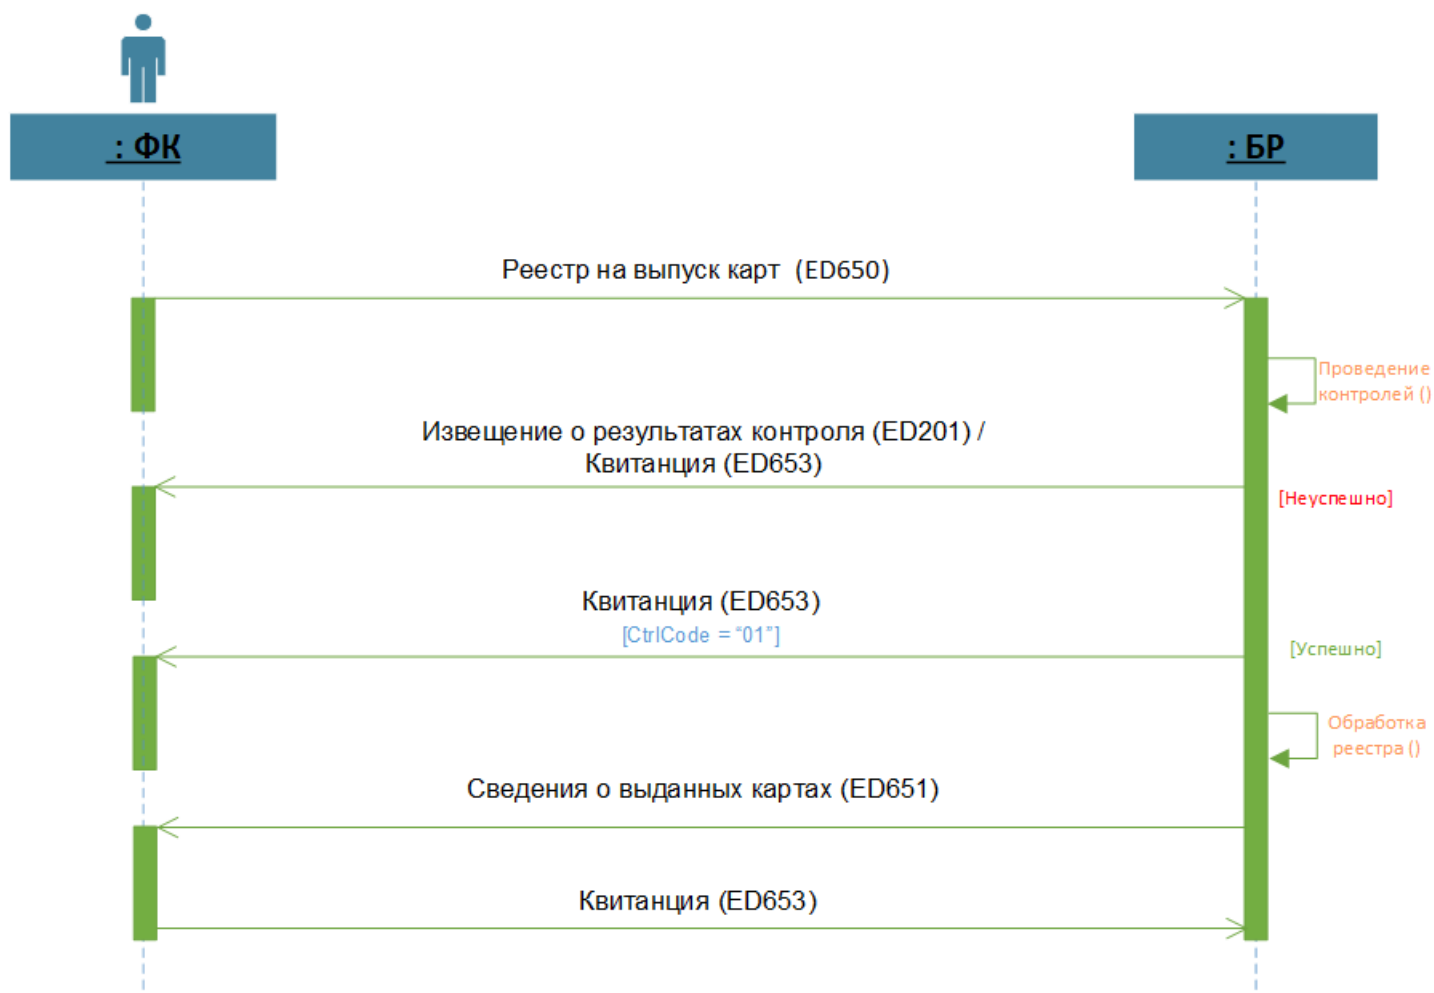 : ФК
: БР
Реестр на выпуск карт (ED650)
Проведение
контролей ()
Извещение о результатах контроля (ED201) /
Квитанция (ED653)
[Неуспешно]
Квитанция (ED653)
[CtrlCode = “01”]
[Успешно]
Обработка
реестра ()
Сведения о выданных картах (ED651)
Квитанция (ED653)